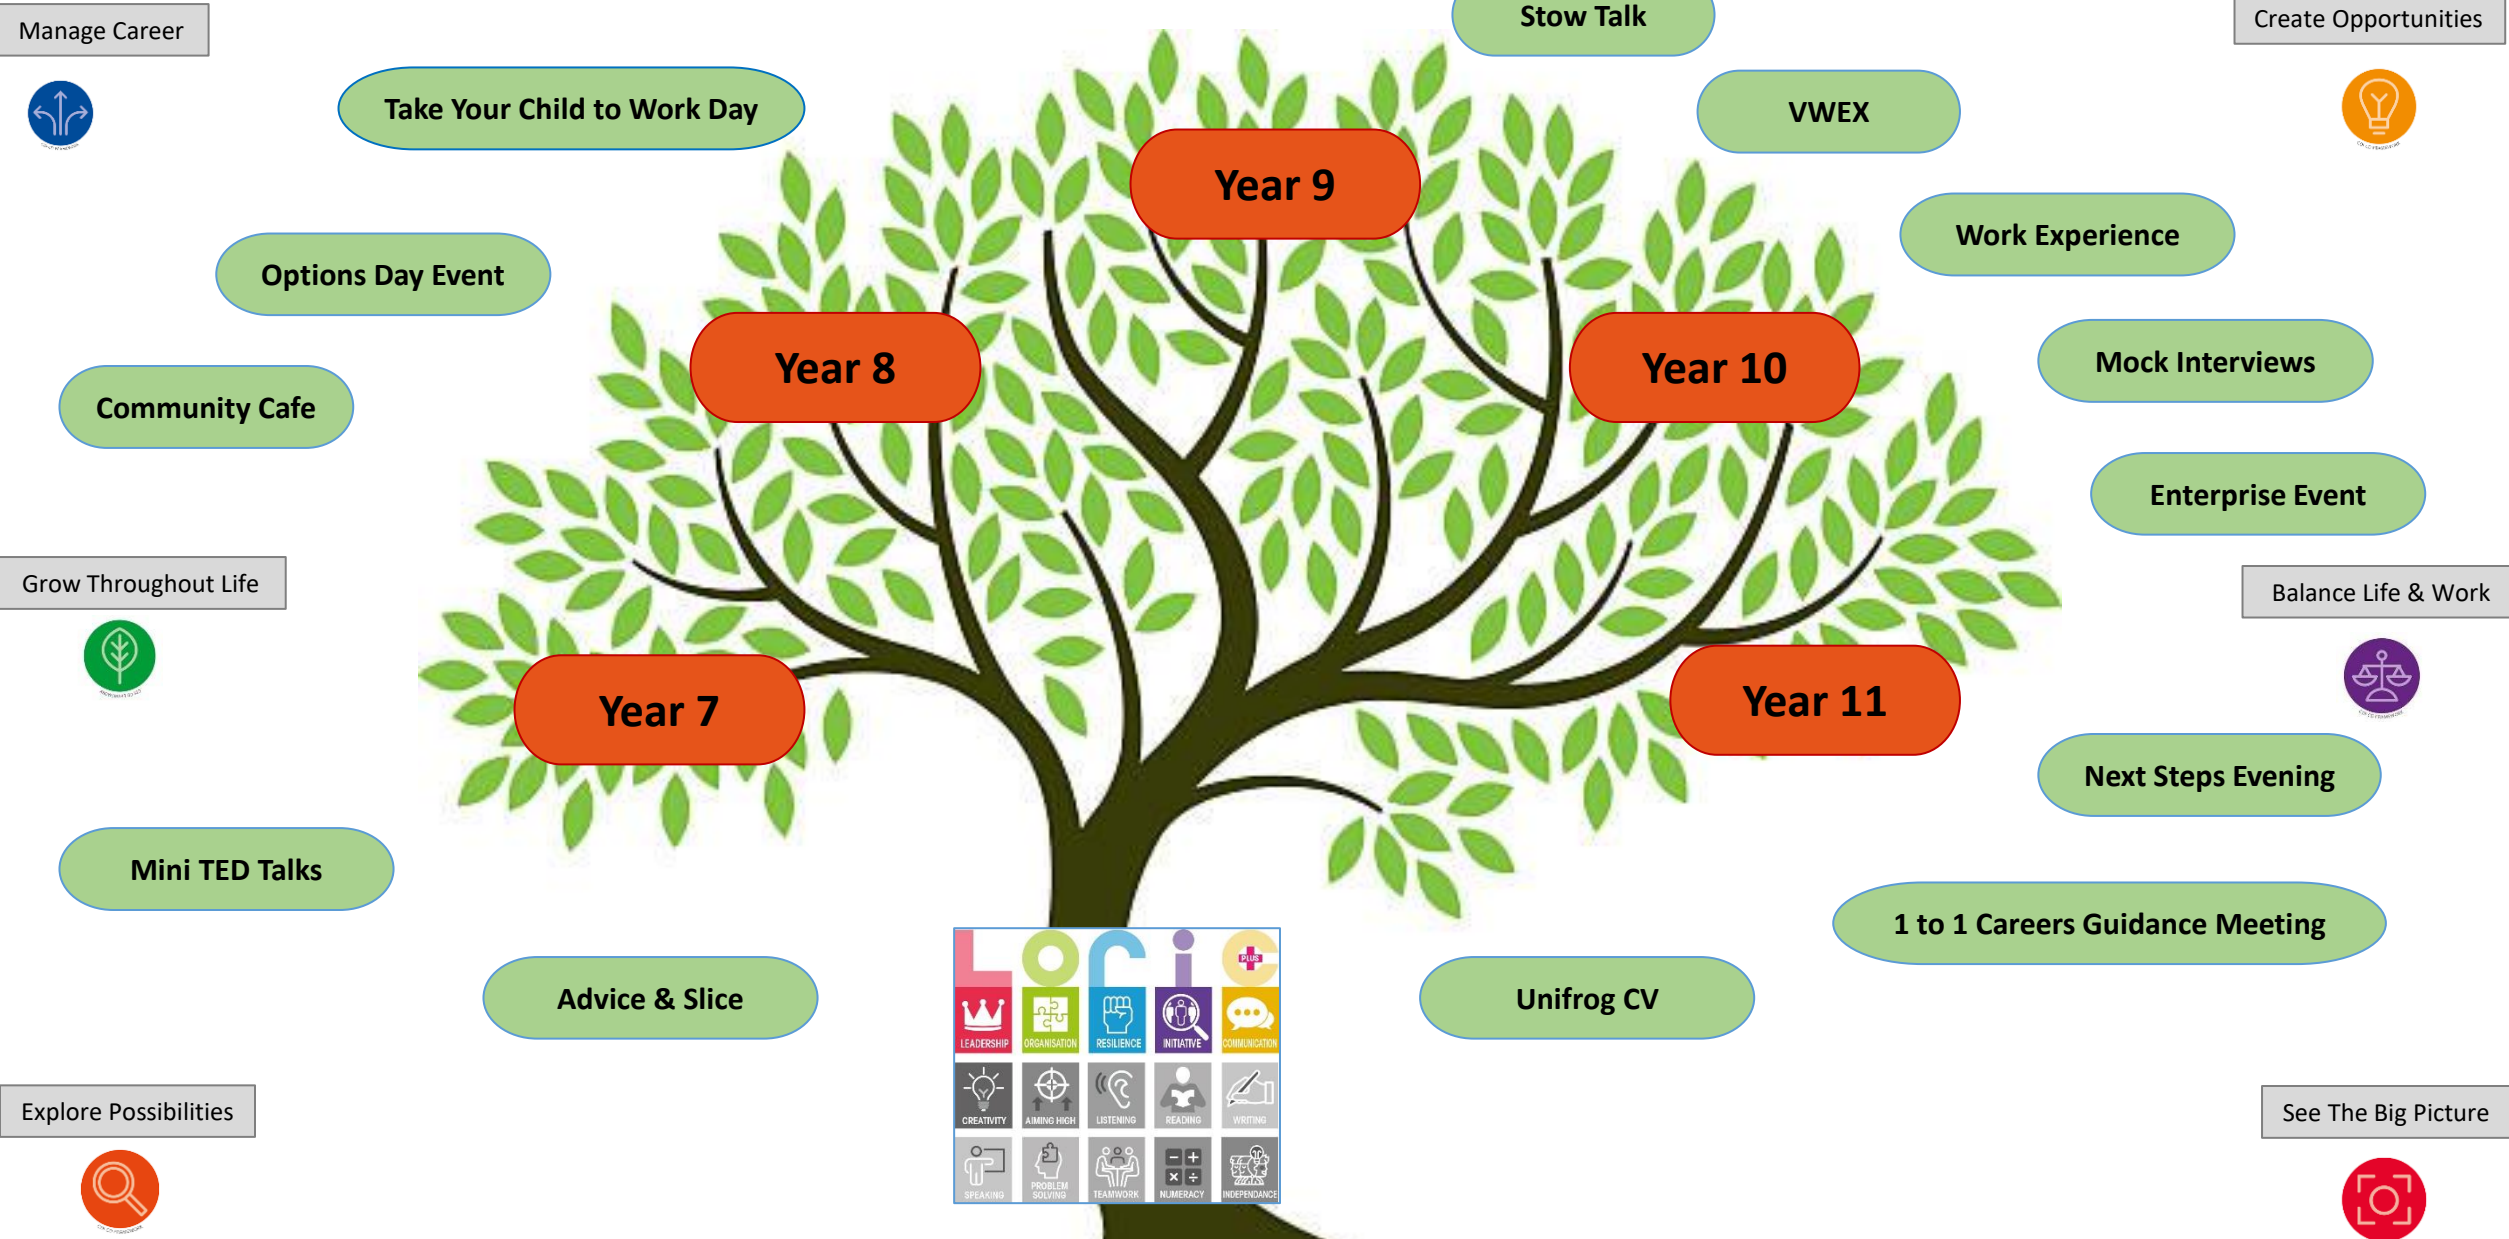 Manage Career
Stow Talk
Create Opportunities
Take Your Child to Work Day
VWEX
Year 9
Work Experience
Options Day Event
Year 8
Year 10
Mock Interviews
Community Cafe
Enterprise Event
Grow Throughout Life
Balance Life & Work
Year 7
Year 11
Next Steps Evening
Mini TED Talks
1 to 1 Careers Guidance Meeting
Advice & Slice
Unifrog CV
Loric
PLUS
LEADERSHIP
ORGANISATION
RESILIENCE
INITIATIVE
COMMUNICATION
CREATIVITY
AIMING HIGH
LISTENING
READING
WRITING
SPEAKING
PROBLEM
SOLVING
TEAMWORK
NUMERACY
INDEPENDANCE
Explore Possibilities
See The Big Picture